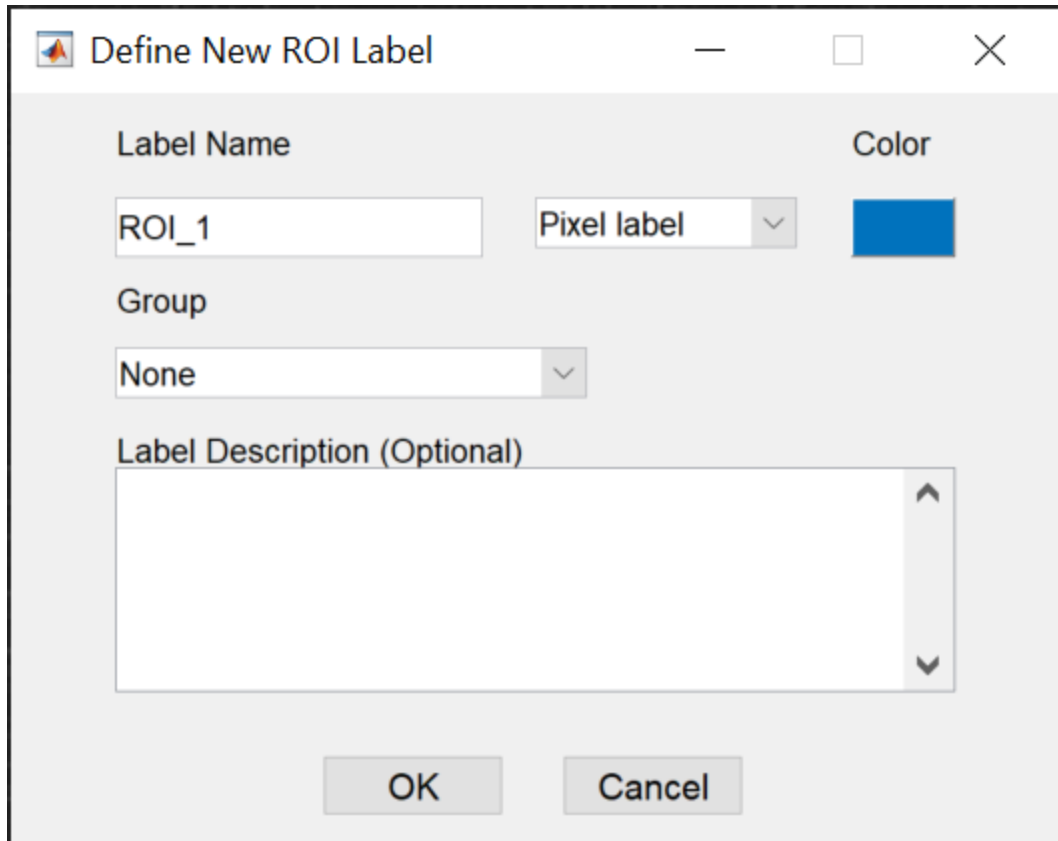 Define New ROI Label
Label Name Color
ROI_1 Pixel label
Group
None
Label Description (Optional)
OK Cancel